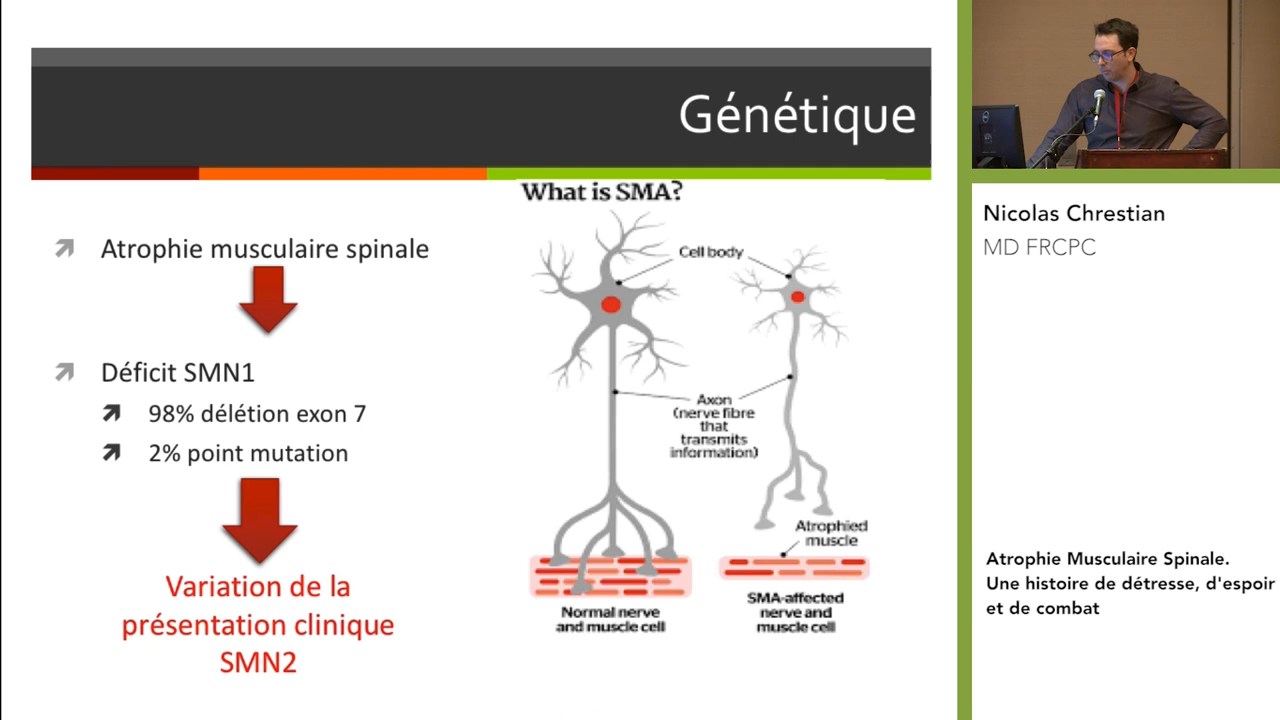 Génétique
What is SMA?
Atrophie musculaire spinale
Déficit SMN1
98% délétion exon 7
2% point mutation
Variation de la
présentation clinique
SMN2
Cell body
Axon
(nerve fibre
that
transmits
information)
Atrophied
muscle
Normal nerve
and muscle cell
SMA-affected
nerve and
muscle cell
Nicolas Chrestian
MD FRCPC
Atrophie Musculaire Spinale.
Une histoire de détresse, d'espoir
et de combat